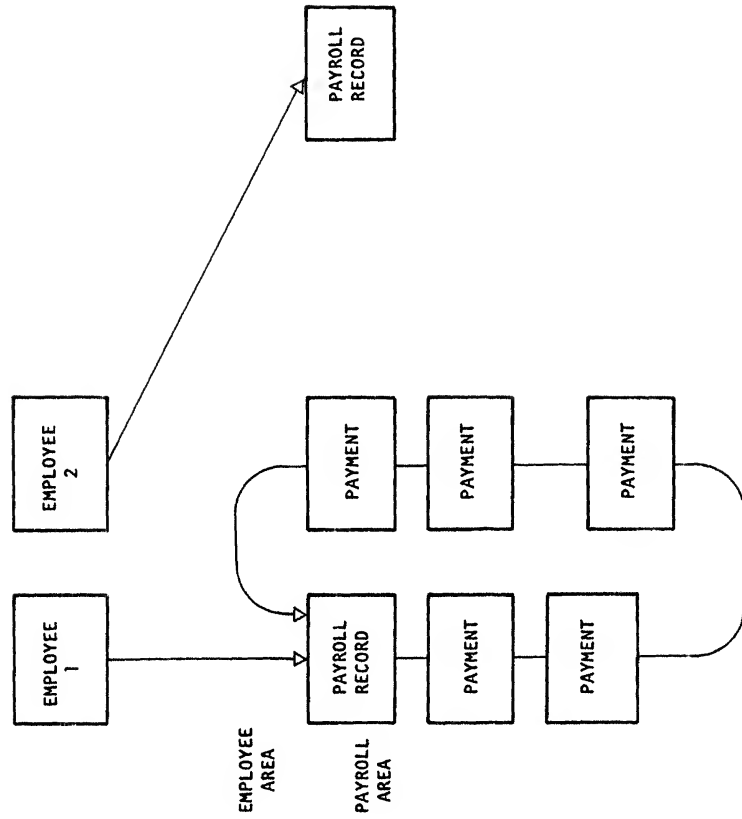 EMPLOYEE
1
EMPLOYEE
2
EMPLOYEE
AREA
PAYROLL
AREA
PAYROLL
RECORD
PAYMENT
PAYROLL
RECORD
PAYMENT
PAYMENT
PAYMENT
PAYMENT